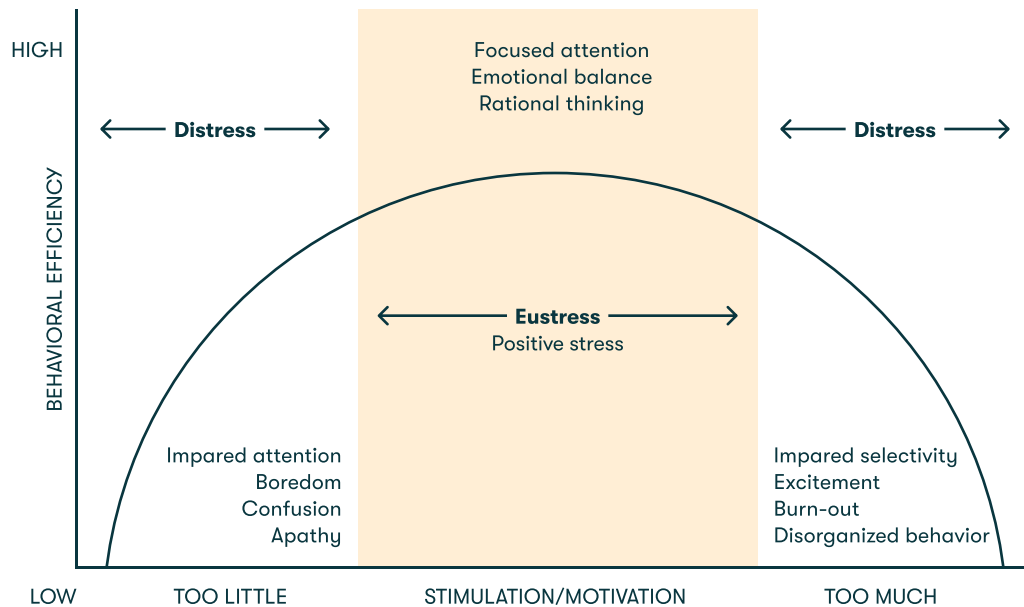 HIGH
Focused attention
Emotional balance
Rational thinking
Distress
Distress
BEHAVIORAL EFFICIENCY
Eustress
Positive stress
Impared attention
Boredom
Confusion
Apathy
Impared selectivity
Excitement
Burn-out
Disorganized behavior
LOW
TOO LITTLE
STIMULATION/MOTIVATION
TOO MUCH